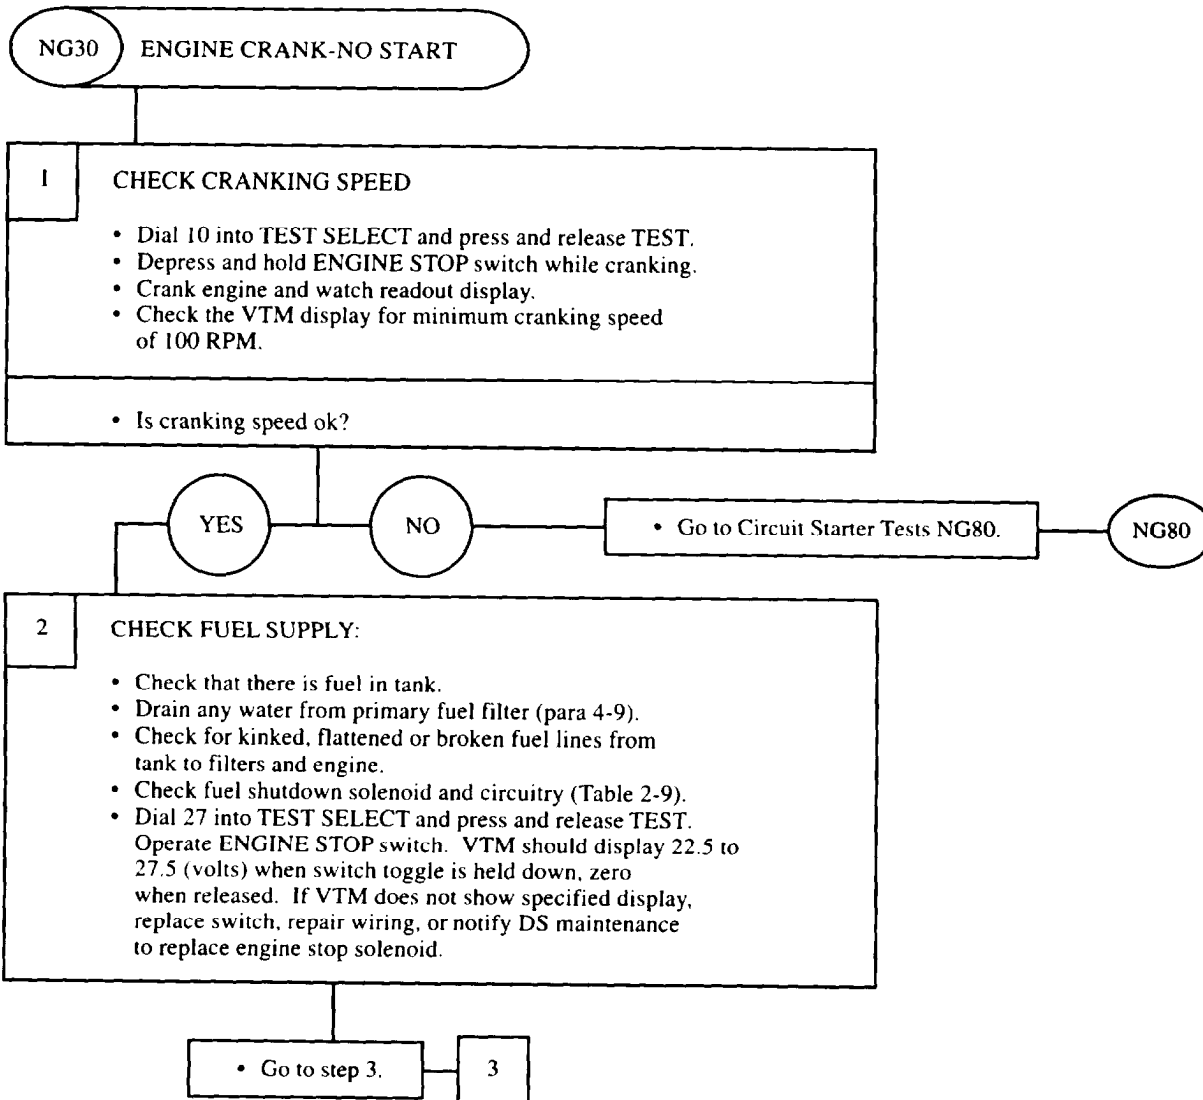 NG30 ENGINE CRANK-NO START
1 CHECK CRANKING SPEED
• Dial 10 into TEST SELECT and press and release TEST.
• Depress and hold ENGINE STOP switch while cranking.
• Crank engine and watch readout display.
• Check the VTM display for minimum cranking speed
of 100 RPM.
• Is cranking speed ok?
YES NO • Go to Circuit Starter Tests NG80. NG80
2 CHECK FUEL SUPPLY:
• Check that there is fuel in tank.
• Drain any water from primary fuel filter (para 4-9).
• Check for kinked, flattened or broken fuel lines from
tank to filters and engine.
• Check fuel shutdown solenoid and circuitry (Table 2-9).
• Dial 27 into TEST SELECT and press and release TEST.
Operate ENGINE STOP switch. VTM should display 22.5 to
27.5 (volts) when switch toggle is held down, zero
when released. If VTM does not show specified display,
replace switch, repair wiring, or notify DS maintenance
to replace engine stop solenoid.
• Go to step 3. 3